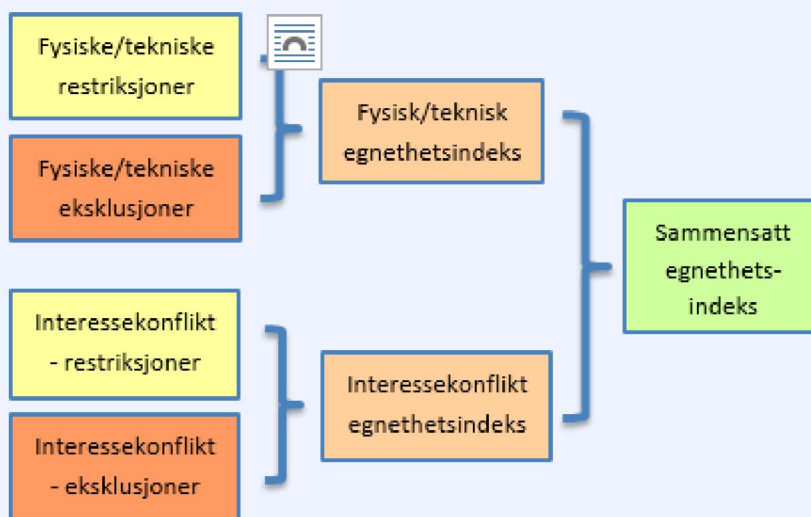 Fysiske/tekniske
restriksjoner
Fysiske/tekniske
eksklusjoner
Fysisk/teknisk
egnethetsindeks
Interessekonflikt
- restriksjoner
Interessekonflikt
- eksklusjoner
Interessekonflikt
egnethetsindeks
Sammensatt
egnethets-
indeks